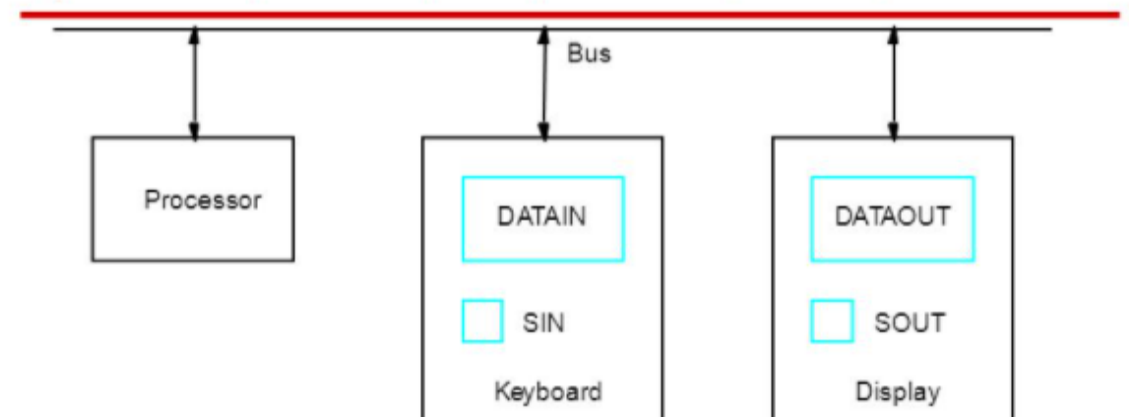 Bus
Processor
DATAIN
DATAOUT
SIN
SOUT
Keyboard
Display